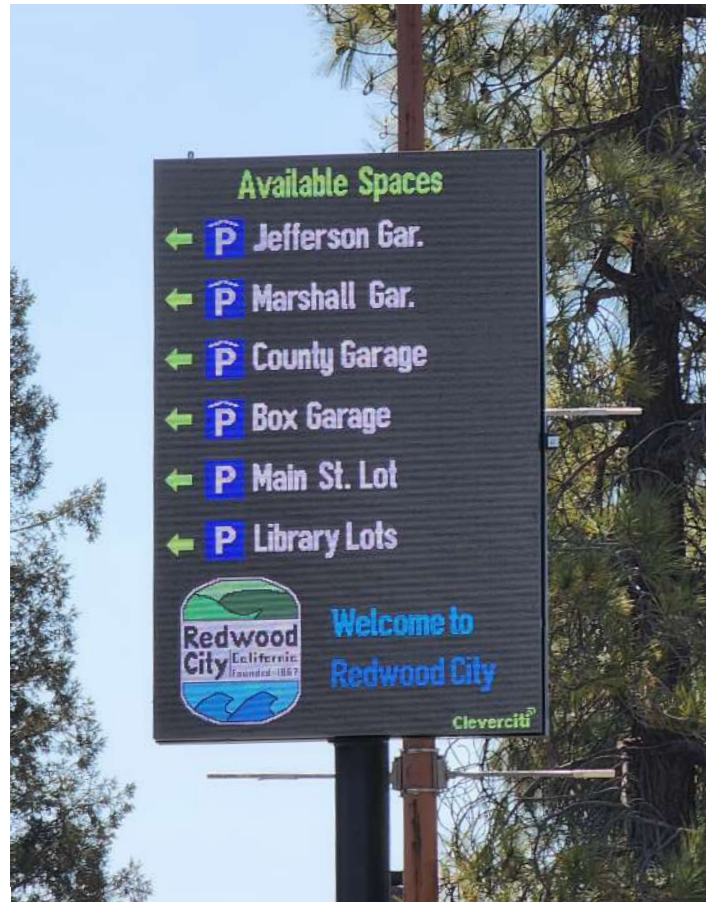 Available Spaces
P Jefferson Gar.
P Marshall Gar.
P County Garage
P Box Garage
P Main St. Lot
P Library Lots
Redwood
City California
Founded 1867
Welcome to
Redwood City
Cleverciti